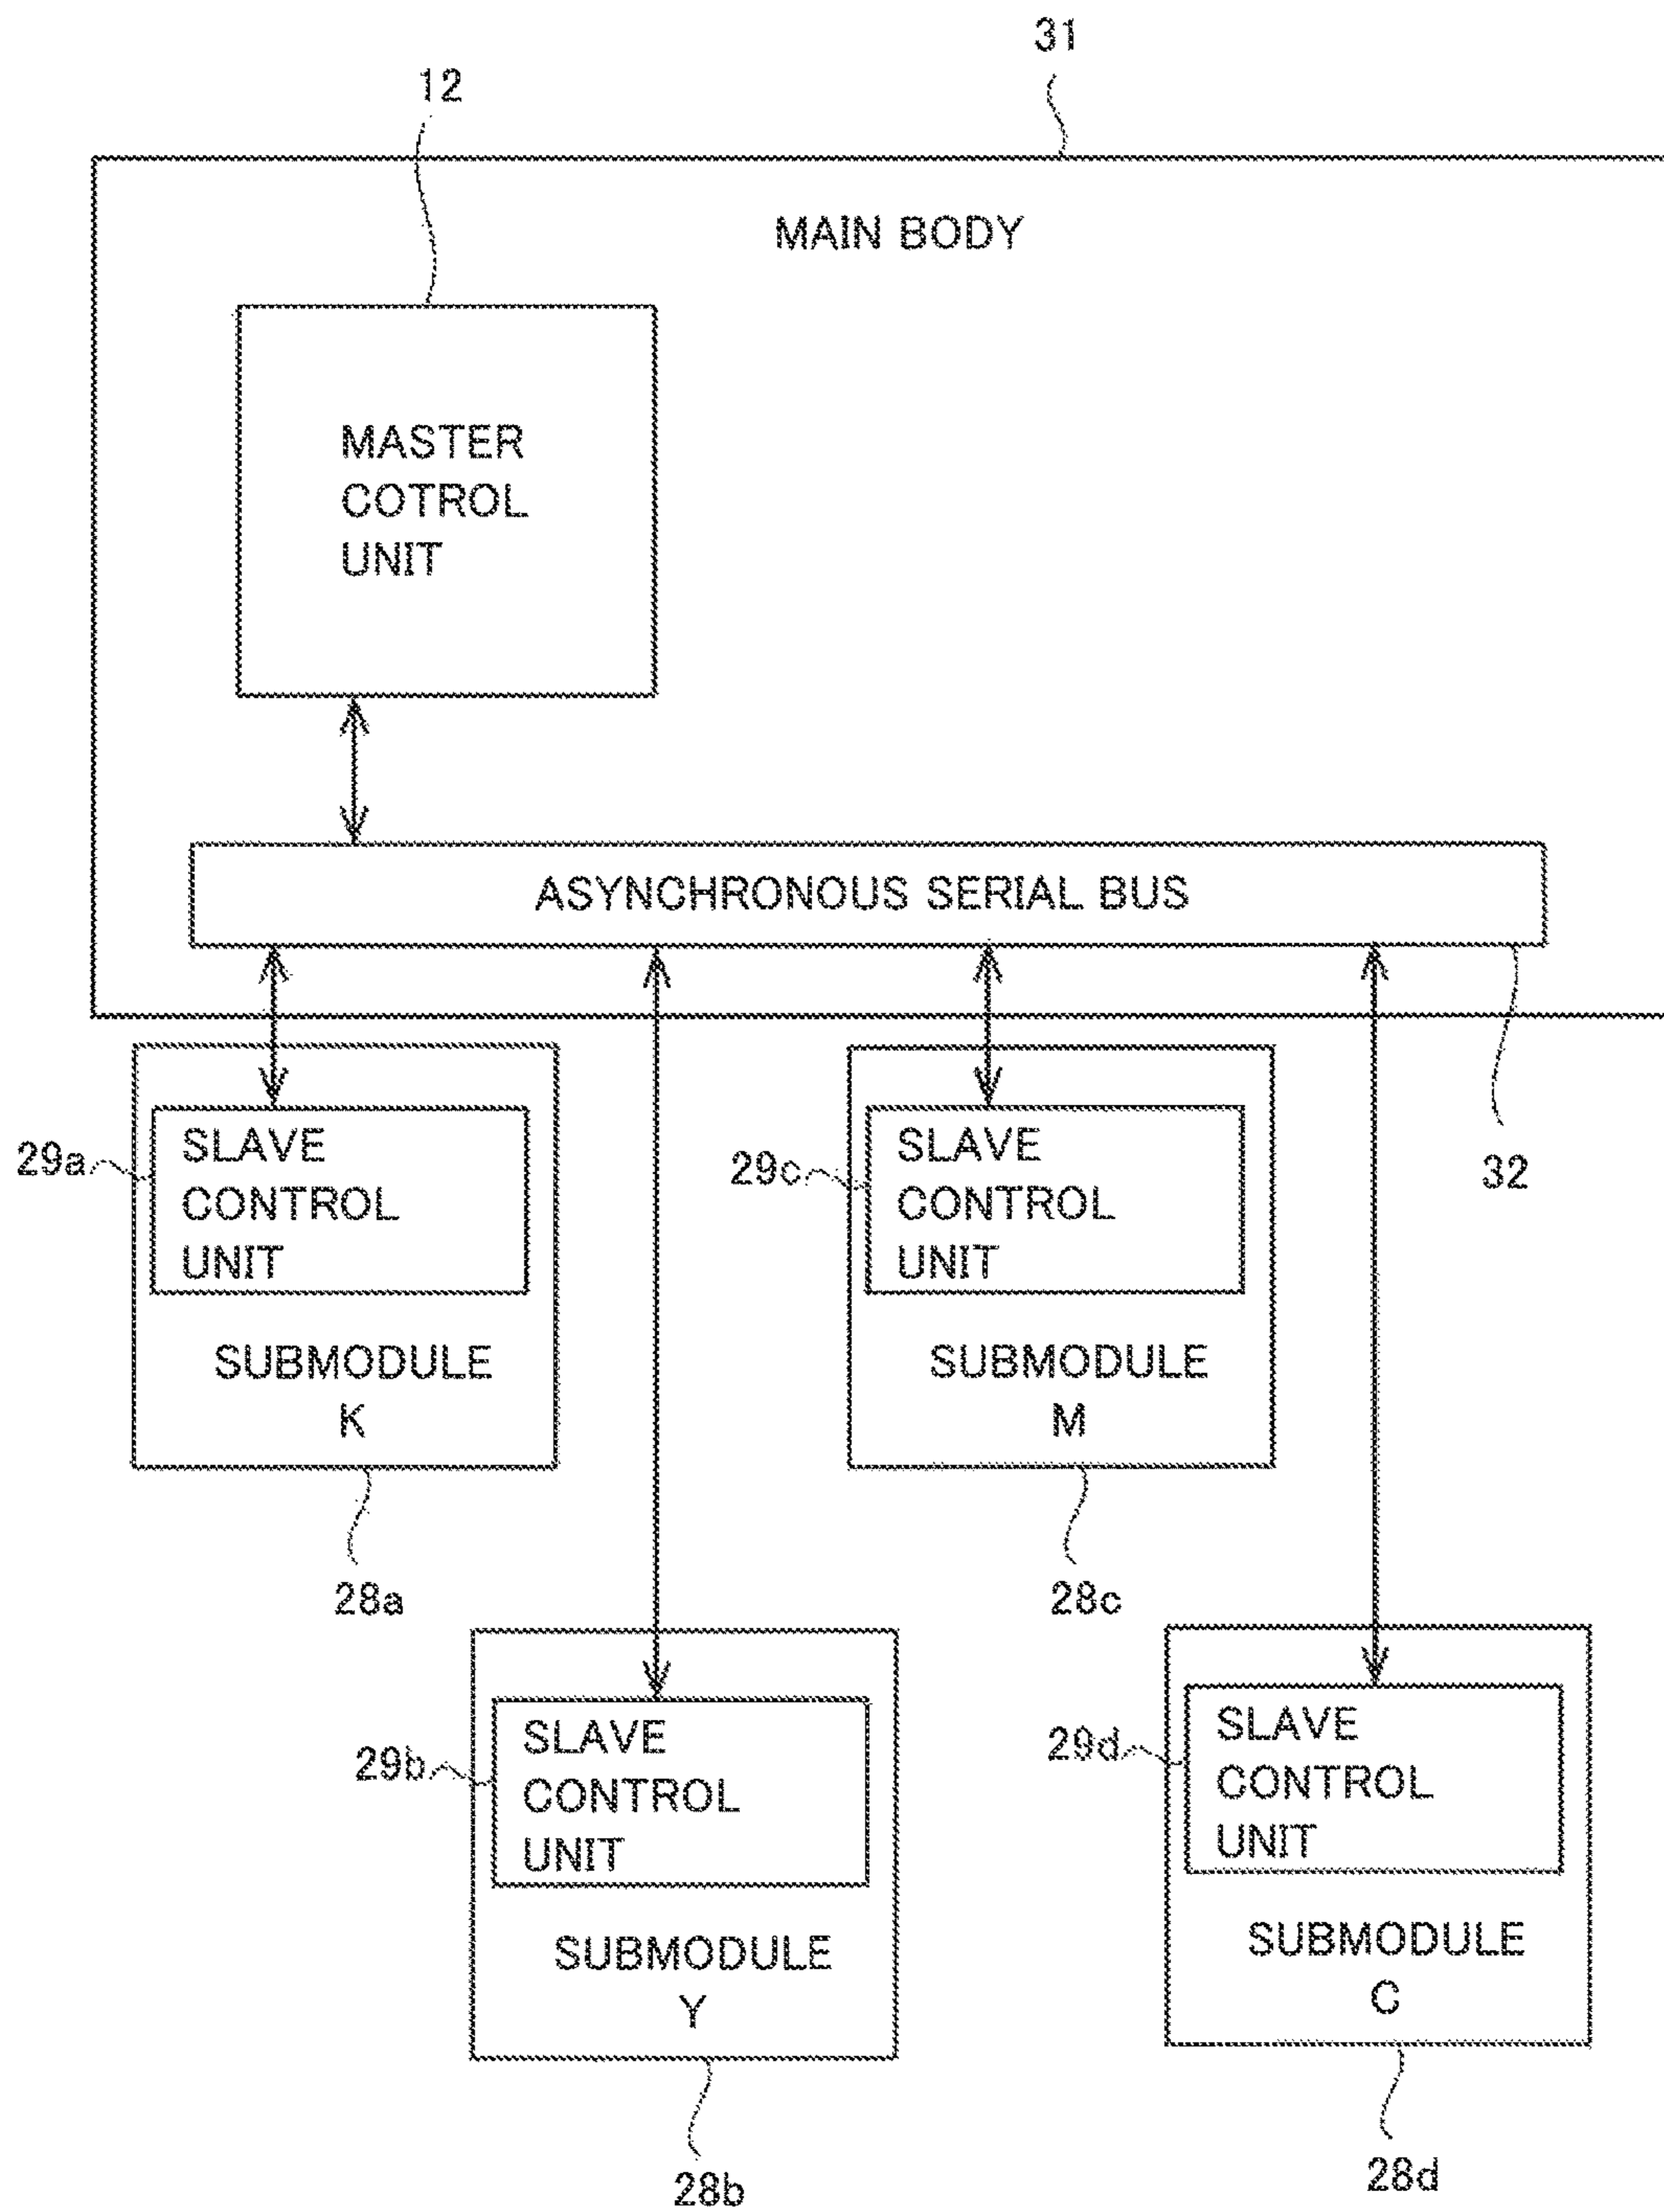 31
12
MAIN BODY
MASTER
COTROL
UNIT
ASYNCHRONOUS SERIAL BUS
32
29a
SLAVE
CONTROL
UNIT
SUBMODULE
K
28a
29c
SLAVE
CONTROL
UNIT
SUBMODULE
M
28c
29b
SLAVE
CONTROL
UNIT
SUBMODULE
Y
28b
29d
SLAVE
CONTROL
UNIT
SUBMODULE
C
28d